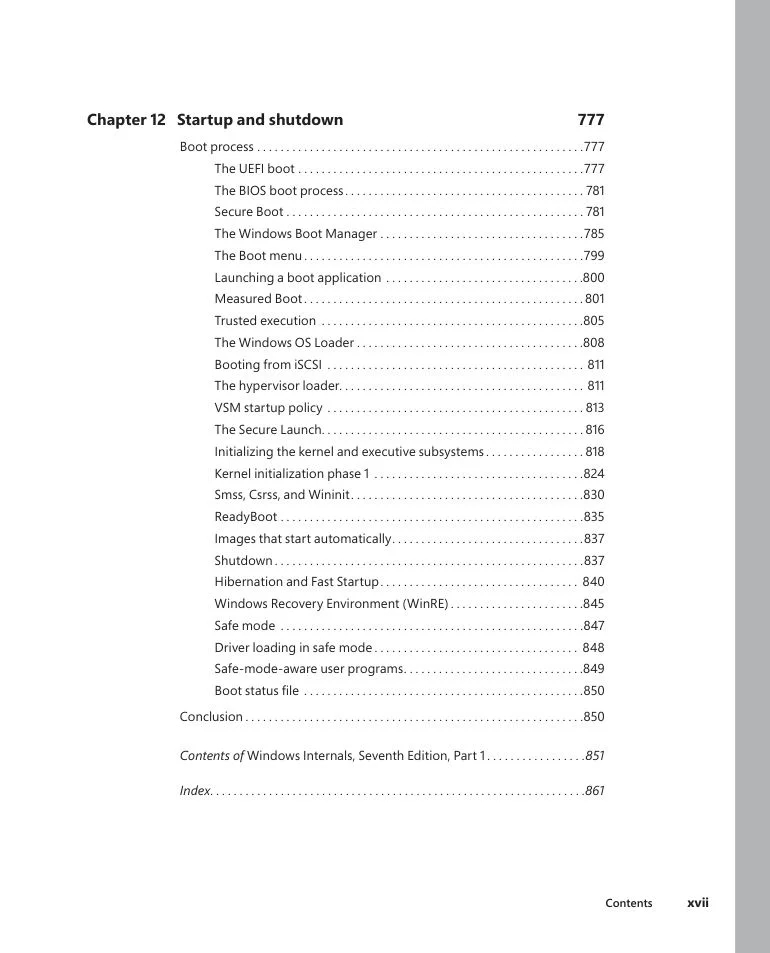 Chapter 12 Startup and shutdown 777
Boot process . . . . . . . . . . . . . . . . . . . . . . . . . . . . . . . . . . . . . . . . . . . . . . . . . . . . . . . .777
The UEFI boot . . . . . . . . . . . . . . . . . . . . . . . . . . . . . . . . . . . . . . . . . . . . . . . . .777
The BIOS boot process. . . . . . . . . . . . . . . . . . . . . . . . . . . . . . . . . . . . . . . . . 781
Secure Boot . . . . . . . . . . . . . . . . . . . . . . . . . . . . . . . . . . . . . . . . . . . . . . . . . . . 781
The Windows Boot Manager . . . . . . . . . . . . . . . . . . . . . . . . . . . . . . . . . . .785
The Boot menu . . . . . . . . . . . . . . . . . . . . . . . . . . . . . . . . . . . . . . . . . . . . . . . .799
Launching a boot application . . . . . . . . . . . . . . . . . . . . . . . . . . . . . . . . . .800
Measured Boot. . . . . . . . . . . . . . . . . . . . . . . . . . . . . . . . . . . . . . . . . . . . . . . . 801
Trusted execution . . . . . . . . . . . . . . . . . . . . . . . . . . . . . . . . . . . . . . . . . . . . .805
The Windows OS Loader . . . . . . . . . . . . . . . . . . . . . . . . . . . . . . . . . . . . . . .808
Booting from iSCSI . . . . . . . . . . . . . . . . . . . . . . . . . . . . . . . . . . . . . . . . . . . . 811
The hypervisor loader. . . . . . . . . . . . . . . . . . . . . . . . . . . . . . . . . . . . . . . . . . 811
VSM startup policy . . . . . . . . . . . . . . . . . . . . . . . . . . . . . . . . . . . . . . . . . . . . 813
The Secure Launch. . . . . . . . . . . . . . . . . . . . . . . . . . . . . . . . . . . . . . . . . . . . . 816
Initializing the kernel and executive subsystems . . . . . . . . . . . . . . . . . 818
Kernel initialization phase 1 . . . . . . . . . . . . . . . . . . . . . . . . . . . . . . . . . . . .824
Smss, Csrss, and Wininit. . . . . . . . . . . . . . . . . . . . . . . . . . . . . . . . . . . . . . . .830
ReadyBoot . . . . . . . . . . . . . . . . . . . . . . . . . . . . . . . . . . . . . . . . . . . . . . . . . . . .835
Images that start automatically. . . . . . . . . . . . . . . . . . . . . . . . . . . . . . . . .837
Shutdown . . . . . . . . . . . . . . . . . . . . . . . . . . . . . . . . . . . . . . . . . . . . . . . . . . . . .837
Hibernation and Fast Startup . . . . . . . . . . . . . . . . . . . . . . . . . . . . . . . . . . 840
Windows Recovery Environment (WinRE) . . . . . . . . . . . . . . . . . . . . . . .845
Safe mode . . . . . . . . . . . . . . . . . . . . . . . . . . . . . . . . . . . . . . . . . . . . . . . . . . . .847
Driver loading in safe mode . . . . . . . . . . . . . . . . . . . . . . . . . . . . . . . . . . . 848
Safe-mode-aware user programs. . . . . . . . . . . . . . . . . . . . . . . . . . . . . . .849
Boot status file . . . . . . . . . . . . . . . . . . . . . . . . . . . . . . . . . . . . . . . . . . . . . . . .850
Conclusion . . . . . . . . . . . . . . . . . . . . . . . . . . . . . . . . . . . . . . . . . . . . . . . . . . . . . . . . . .850
Contents of Windows Internals, Seventh Edition, Part 1. . . . . . . . . . . . . . . . .851
Index. . . . . . . . . . . . . . . . . . . . . . . . . . . . . . . . . . . . . . . . . . . . . . . . . . . . . . . . . . . . . . . .861
Contents xvii